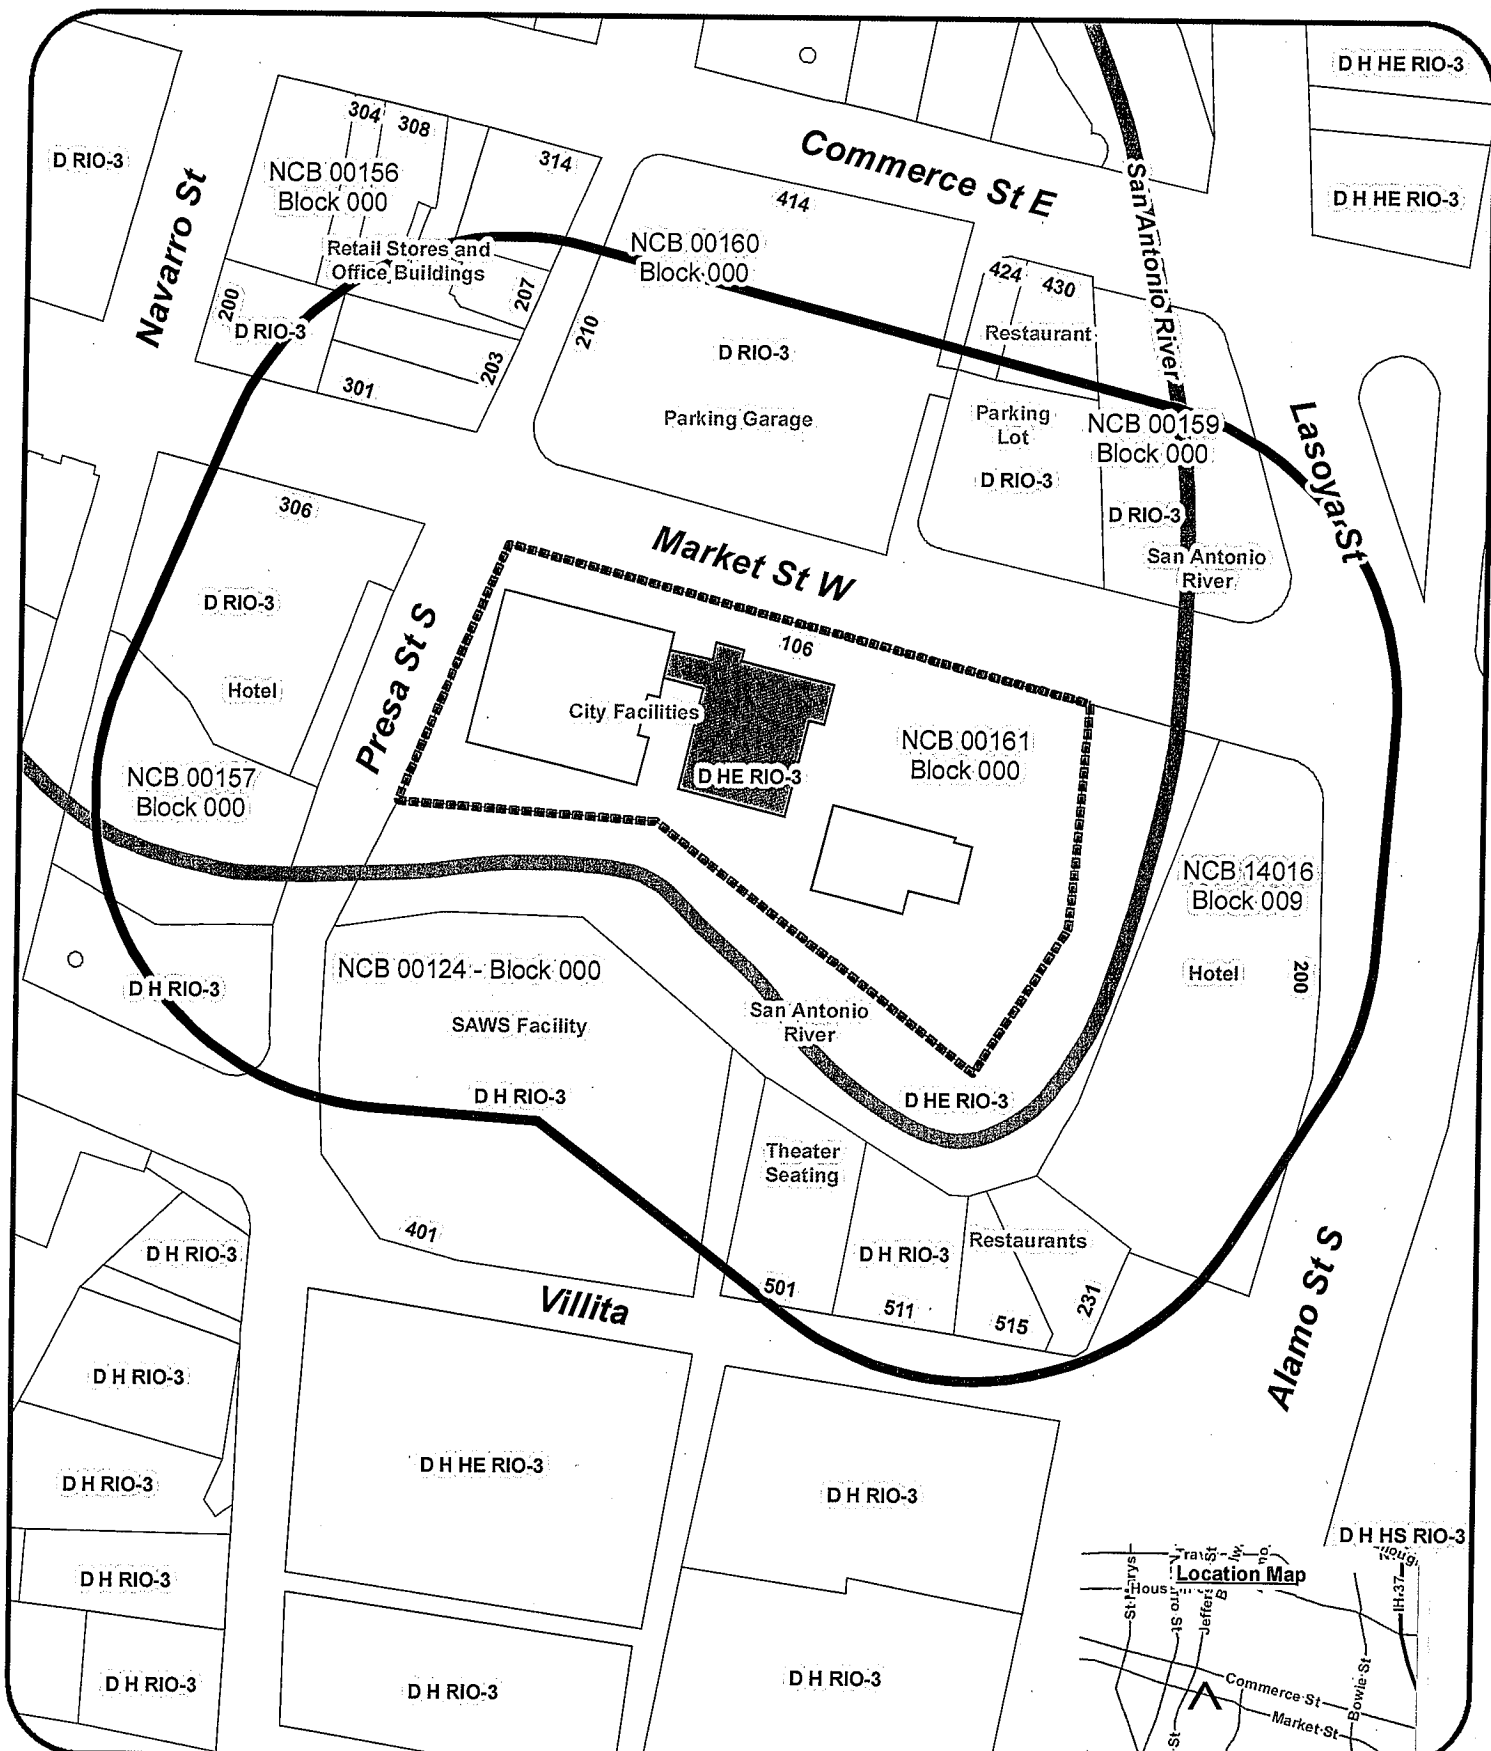 D H HE RIO-3
Commerce St E
304
308
314
D RIO-3
NCB 00156
Block 000
Navarro St
414
San Antonio River
D H HE RIO-3
Retail Stores and
Office Buildings
NCB 00160
Block 000
424
430
200
207
D RIO-3
210
Restaurant
D RIO-3
203
301
Parking Garage
Parking
Lot
NCB 00159
Block 000
Lasoya St
D RIO-3
306
D RIO-3
Market St W
San Antonio
River
D RIO-3
Presa St S
106
Hotel
City Facilities
NCB 00161
Block 000
D HE RIO-3
NCB 00157
Block 000
NCB 14016
Block 009
NCB 00124 - Block 000
Hotel
200
D H RIO-3
San Antonio
River
SAWS Facility
D H RIO-3
D HE RIO-3
Theater
Seating
401
D H RIO-3
D H RIO-3
Restaurants
501
511
515
231
Villita
Alamo St S
D H RIO-3
D H HE RIO-3
D H RIO-3
D H RIO-3
D H HS RIO-3
Location Map
D H RIO-3
IH 37
D H RIO-3
D H RIO-3
D H RIO-3
Commerce St
Market St
Bowie St
St